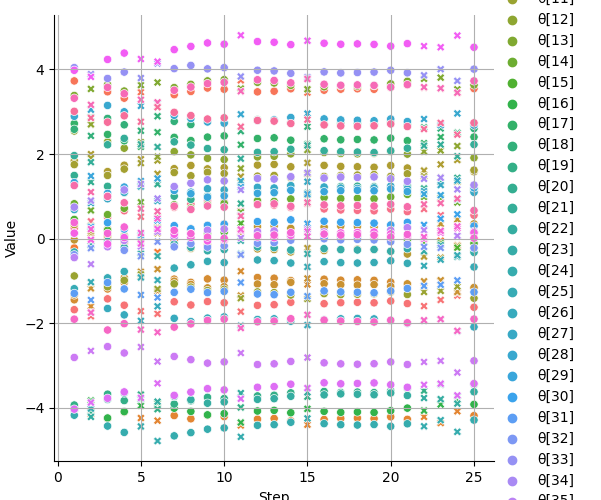 θ[11]
θ[12]
θ[13]
θ[14]
θ[15]
θ[16]
θ[17]
θ[18]
θ[19]
θ[20]
θ[21]
θ[22]
θ[23]
θ[24]
θ[25]
θ[26]
θ[27]
θ[28]
θ[29]
θ[30]
θ[31]
θ[32]
θ[33]
θ[34]
θ[35]
4
2
0
−2
−4
Value
0
5
10
15
20
25
Step